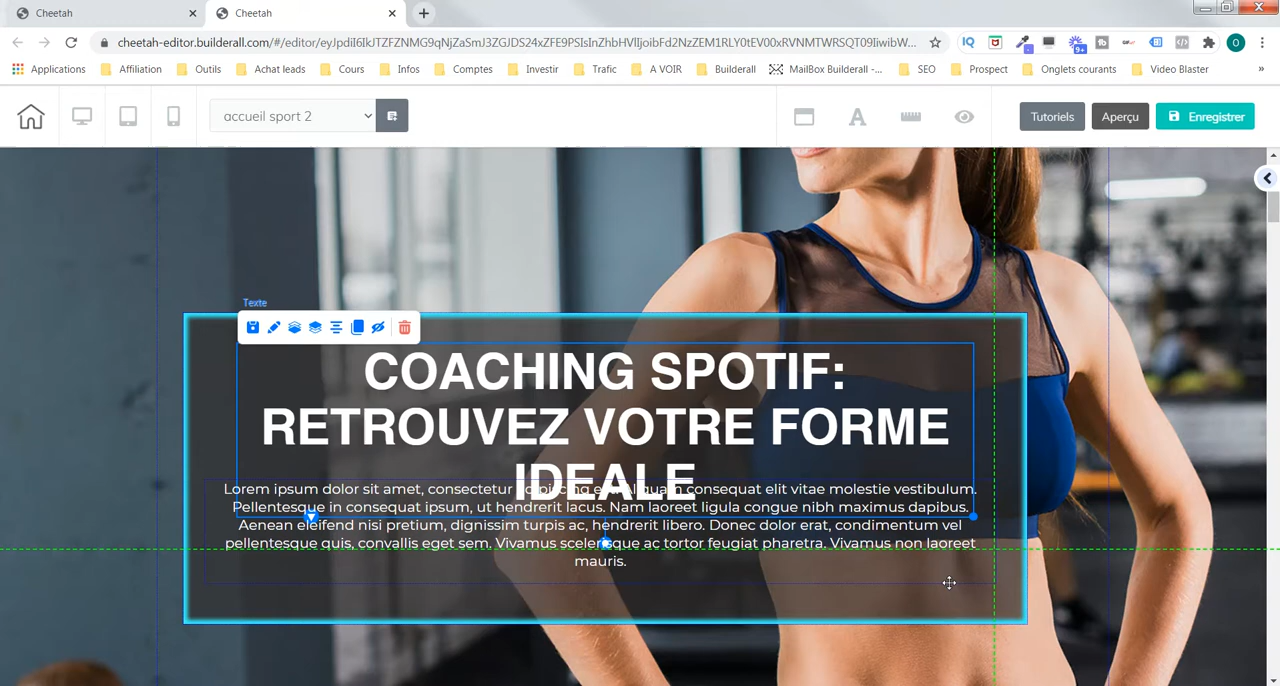 Cheetah
Cheetah
cheetah-editor.builderall.com/#/editor/eyJpdiI6IkJTZFZNMG9qNjZaSmJ3ZGJDS24xZFE9PSIsInZhbHVlIjoibFd2NzZEM1RLY0tEV00xRVNMTWRSQT09IiwibW...
Applications
Affiliation
Outils
Achat leads
Cours
Infos
Comptes
Investir
Trafic
A VOIR
Builderall
MailBox Builderall -...
SEO
Prospect
Onglets courants
Video Blaster
»
accueil sport 2
Tutoriels
Aperçu
Enregistrer
Texte
COACHING SPOTIF:
RETROUVEZ VOTRE FORME
IDEALE
Lorem ipsum dolor sit amet, consectetur adipiscing elit. Aliquam consequat elit vitae molestie vestibulum.
Pellentesque in consequat ipsum, ut hendrerit lacus. Nam laoreet ligula congue nibh maximus dapibus.
Aenean eleifend nisi pretium, dignissim turpis ac, hendrerit libero. Donec dolor erat, condimentum vel
pellentesque quis, convallis eget sem. Vivamus scelerisque ac tortor feugiat pharetra. Vivamus non laoreet
mauris.